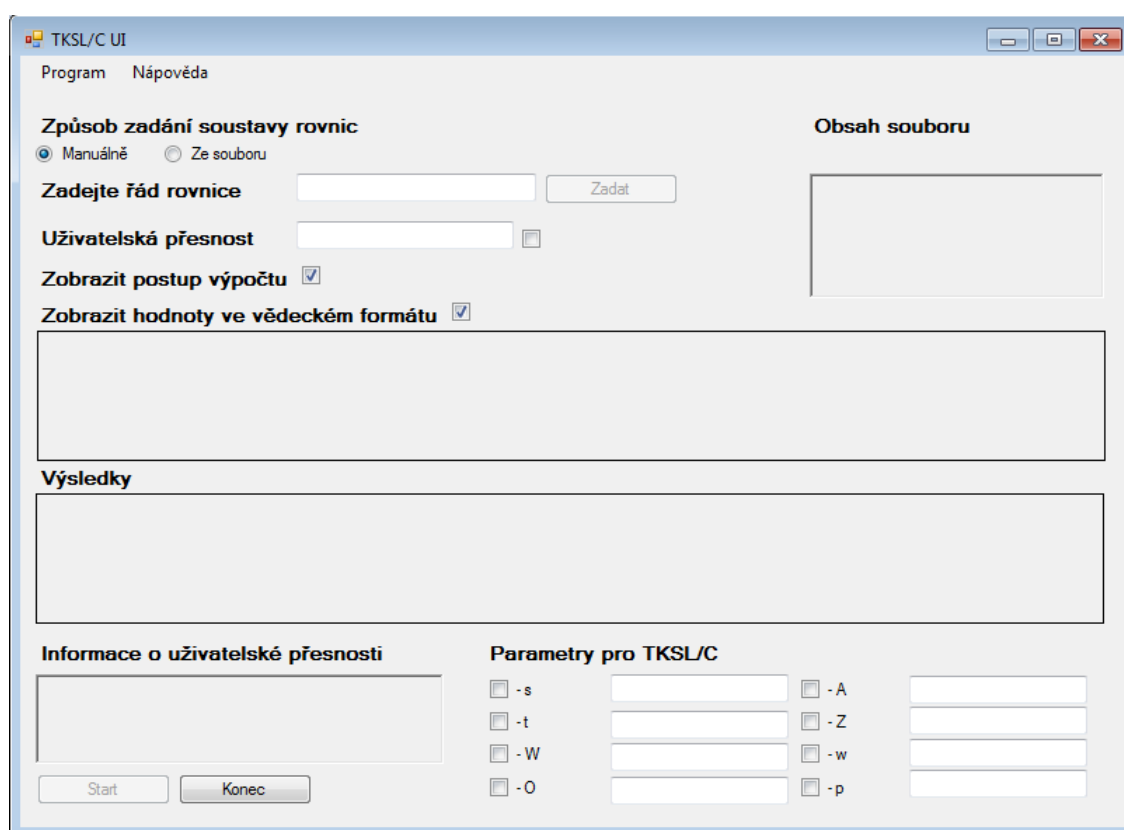 TKSL/C UI
Program Nápověda
Způsob zadání soustavy rovnic Obsah souboru
Manuálně Ze souboru
Zadejte řád rovnice Zadat
Uživatelská přesnost
Zobrazit postup výpočtu
Zobrazit hodnoty ve vědeckém formátu
Výsledky
Informace o uživatelské přesnosti Parametry pro TKSL/C
- s - A
- t - Z
- W - w
- O - p
Start Konec